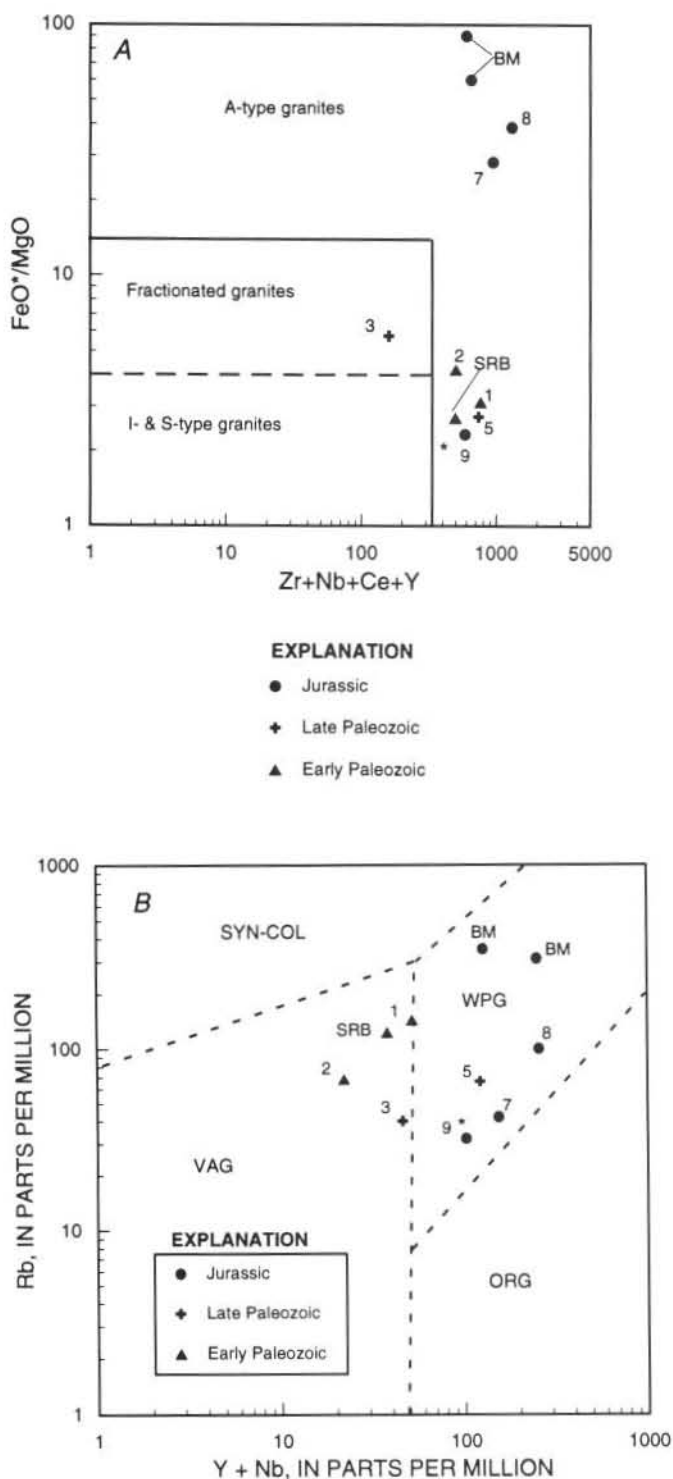 A
100
BM
A-type granites
8
7
10
FeO*/MgO
Fractionated granites
3
2
SRB
1
I- & S-type granites
5
*
9
1
1 10 100 1000 5000
Zr+Nb+Ce+Y
EXPLANATION
Jurassic
Late Paleozoic
Early Paleozoic
1000
B
SYN-COL
BM
BM
WPG
1
SRB
8
100
2
5
3
9 *
7
VAG
Rb, IN PARTS PER MILLION
10
EXPLANATION
Jurassic
Late Paleozoic
Early Paleozoic
ORG
1
1 10 100 1000
Y + Nb, IN PARTS PER MILLION